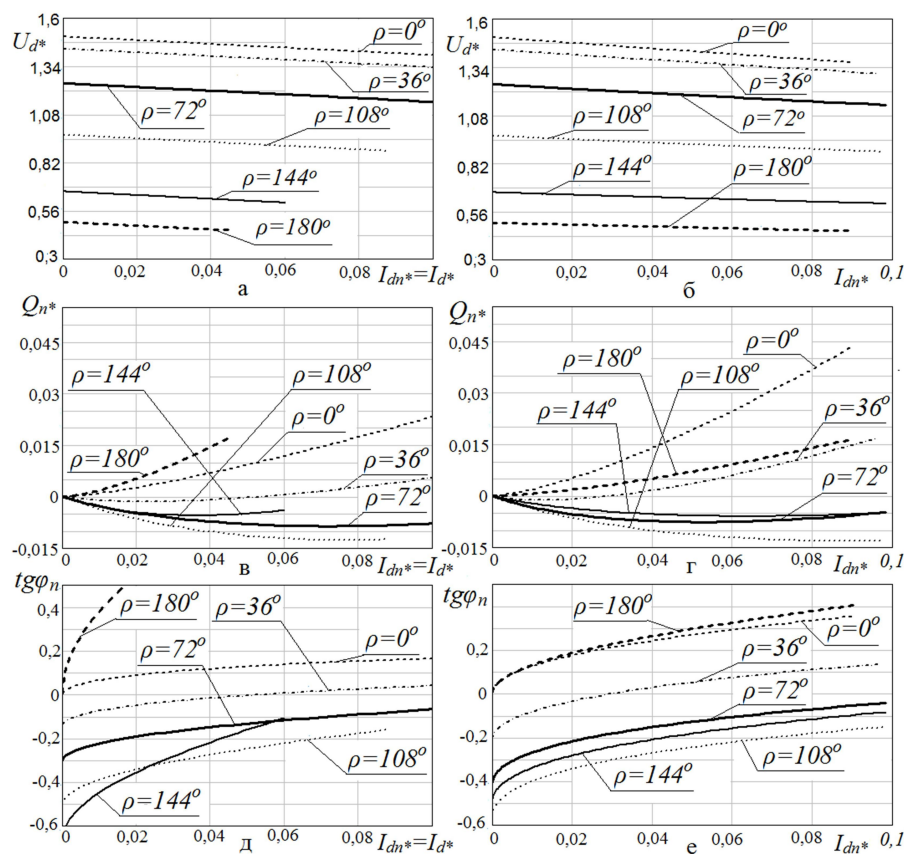 1,6
U_d*
1,34
1,08
0,82
0,56
0,3
ρ=0°
ρ=36°
ρ=72°
ρ=108°
ρ=144°
ρ=180°
0 0,02 0,04 0,06 0,08 I_dn*=I_d*
а
1,6
U_d*
1,34
1,08
0,82
0,56
0,3
ρ=0°
ρ=36°
ρ=108°
ρ=72°
ρ=144°
ρ=180°
0 0,02 0,04 0,06 0,08 I_dn* 0,1
б
Q_n*
0,045
0,03
0,015
0
-0,015
ρ=144°
ρ=108°
ρ=0°
ρ=180°
ρ=36°
ρ=72°
0 0,02 0,04 0,06 0,08 I_dn*=I_d*
в
Q_n*
0,045
0,03
0,015
0
-0,015
ρ=0°
ρ=180°
ρ=108°
ρ=144°
ρ=36°
ρ=72°
0 0,02 0,04 0,06 0,08 I_dn* 0,1
г
tgφ_n
0,4
0,2
0
-0,2
-0,4
-0,6
ρ=180°
ρ=36°
ρ=72°
ρ=0°
ρ=108°
ρ=144°
0 0,02 0,04 0,06 0,08 I_dn*=I_d*
д
tgφ_n
0,4
0,2
0
-0,2
-0,4
-0,6
ρ=180°
ρ=0°
ρ=36°
ρ=72°
ρ=144°
ρ=108°
0 0,02 0,04 0,06 0,08 I_dn* 0,1
е